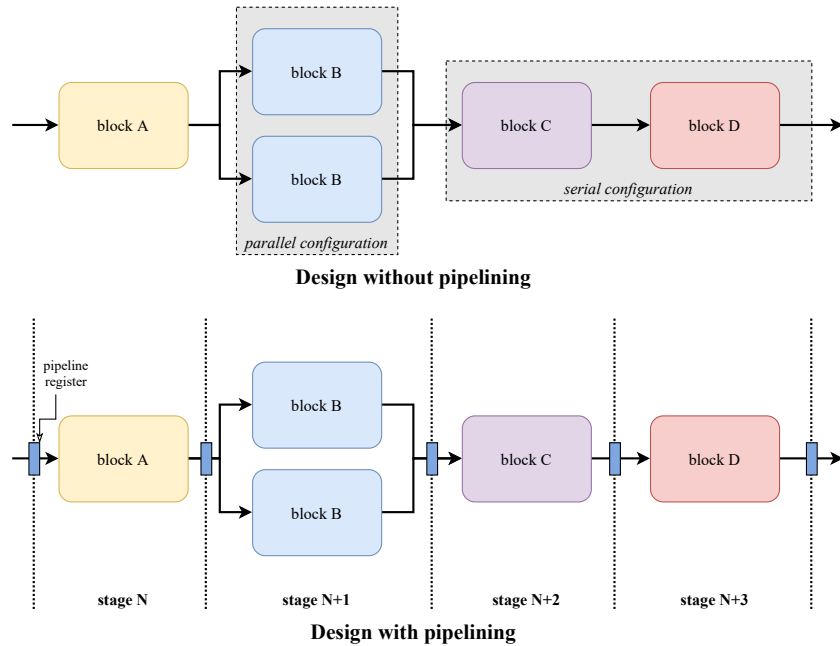 block B
block A
block C
block D
block B
serial configuration
parallel configuration
Design without pipelining
pipeline
register
block B
block A
block C
block D
block B
stage N
stage N+1
stage N+2
stage N+3
Design with pipelining